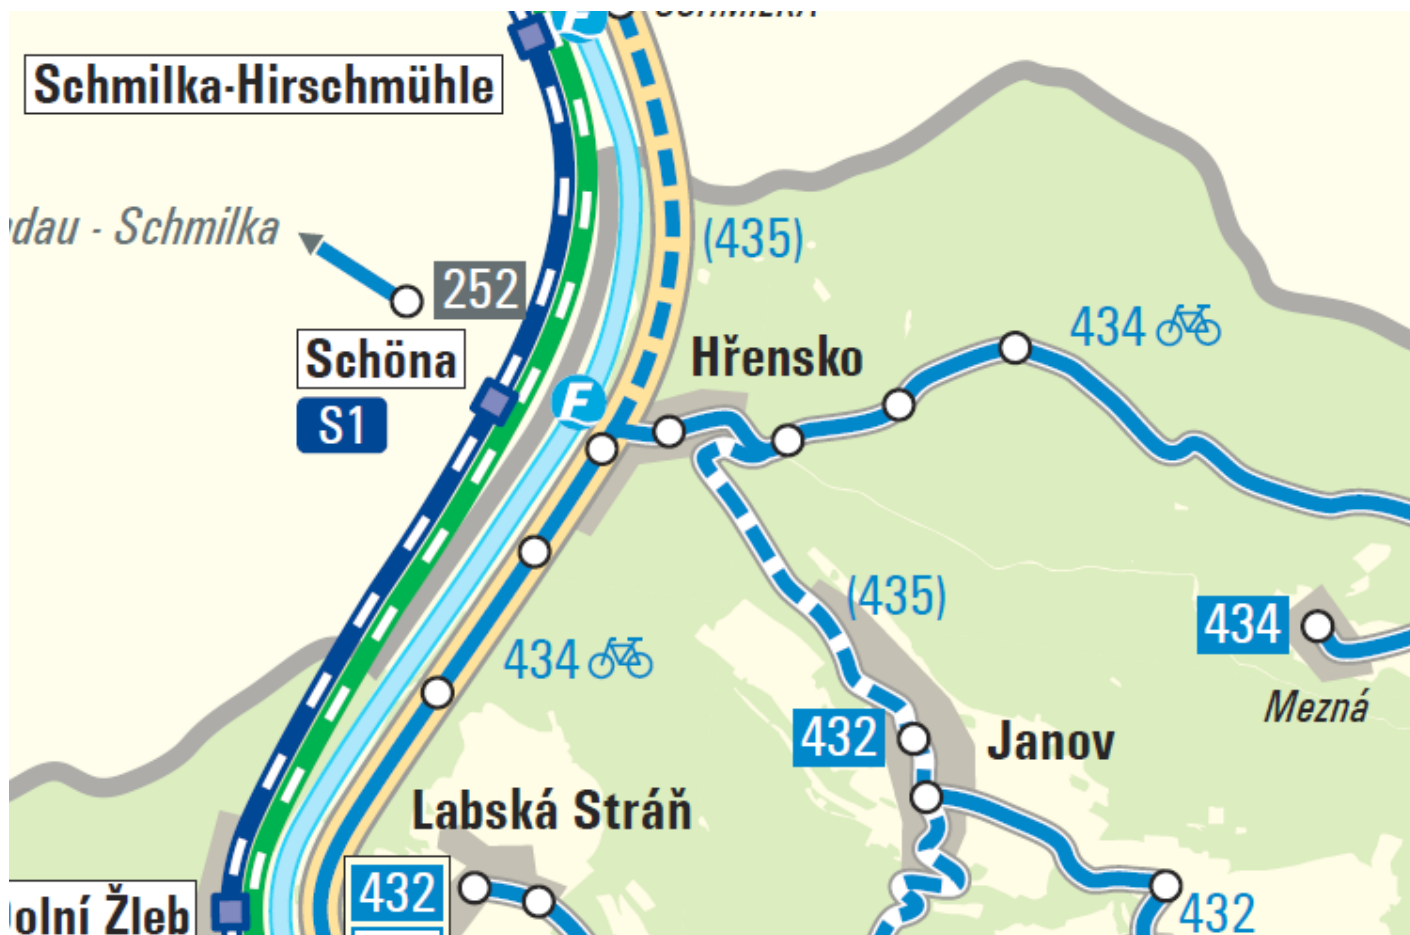 F
SCHMILKA
Schmilka-Hirschmühle
dau - Schmilka
(435)
252
434
Schöna
Hřensko
S1
F
(435)
434
434
Mezná
432
Janov
Labská Stráň
432
432
olní Žleb